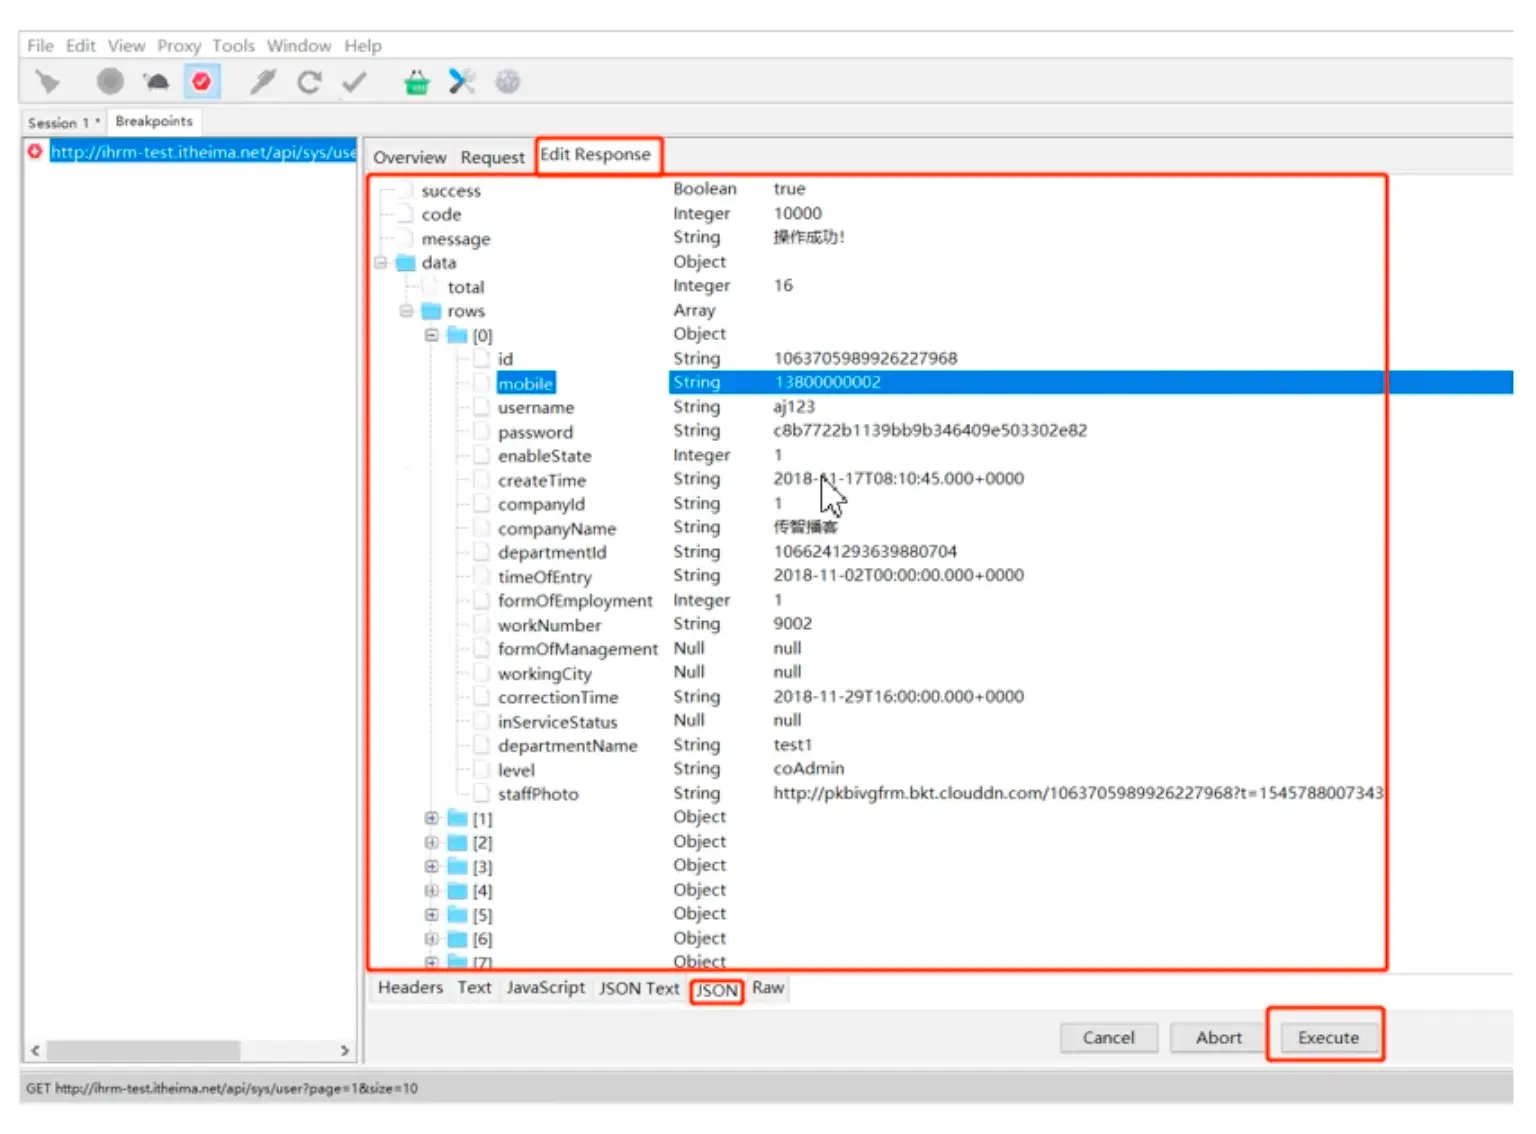 File Edit View Proxy Tools Window Help
Session 1 * Breakpoints
http://ihrm-test.itheima.net/api/sys/use
Overview Request Edit Response
success Boolean true
code Integer 10000
message String 操作成功!
data Object
total Integer 16
rows Array
[0] Object
id String 1063705989926227968
mobile String 13800000002
username String aj123
password String c8b7722b1139bb9b346409e503302e82
enableState Integer 1
createTime String 2018-11-17T08:10:45.000+0000
companyId String 1
companyName String 传智播客
departmentId String 1066241293639880704
timeOfEntry String 2018-11-02T00:00:00.000+0000
formOfEmployment Integer 1
workNumber String 9002
formOfManagement Null null
workingCity Null null
correctionTime String 2018-11-29T16:00:00.000+0000
inServiceStatus Null null
departmentName String test1
level String coAdmin
staffPhoto String http://pkbivgfrm.bkt.clouddn.com/1063705989926227968?t=1545788007343
[1] Object
[2] Object
[3] Object
[4] Object
[5] Object
[6] Object
[7] Object
Headers Text JavaScript JSON Text JSON Raw
Cancel Abort Execute
GET http://ihrm-test.itheima.net/api/sys/user?page=1&size=10